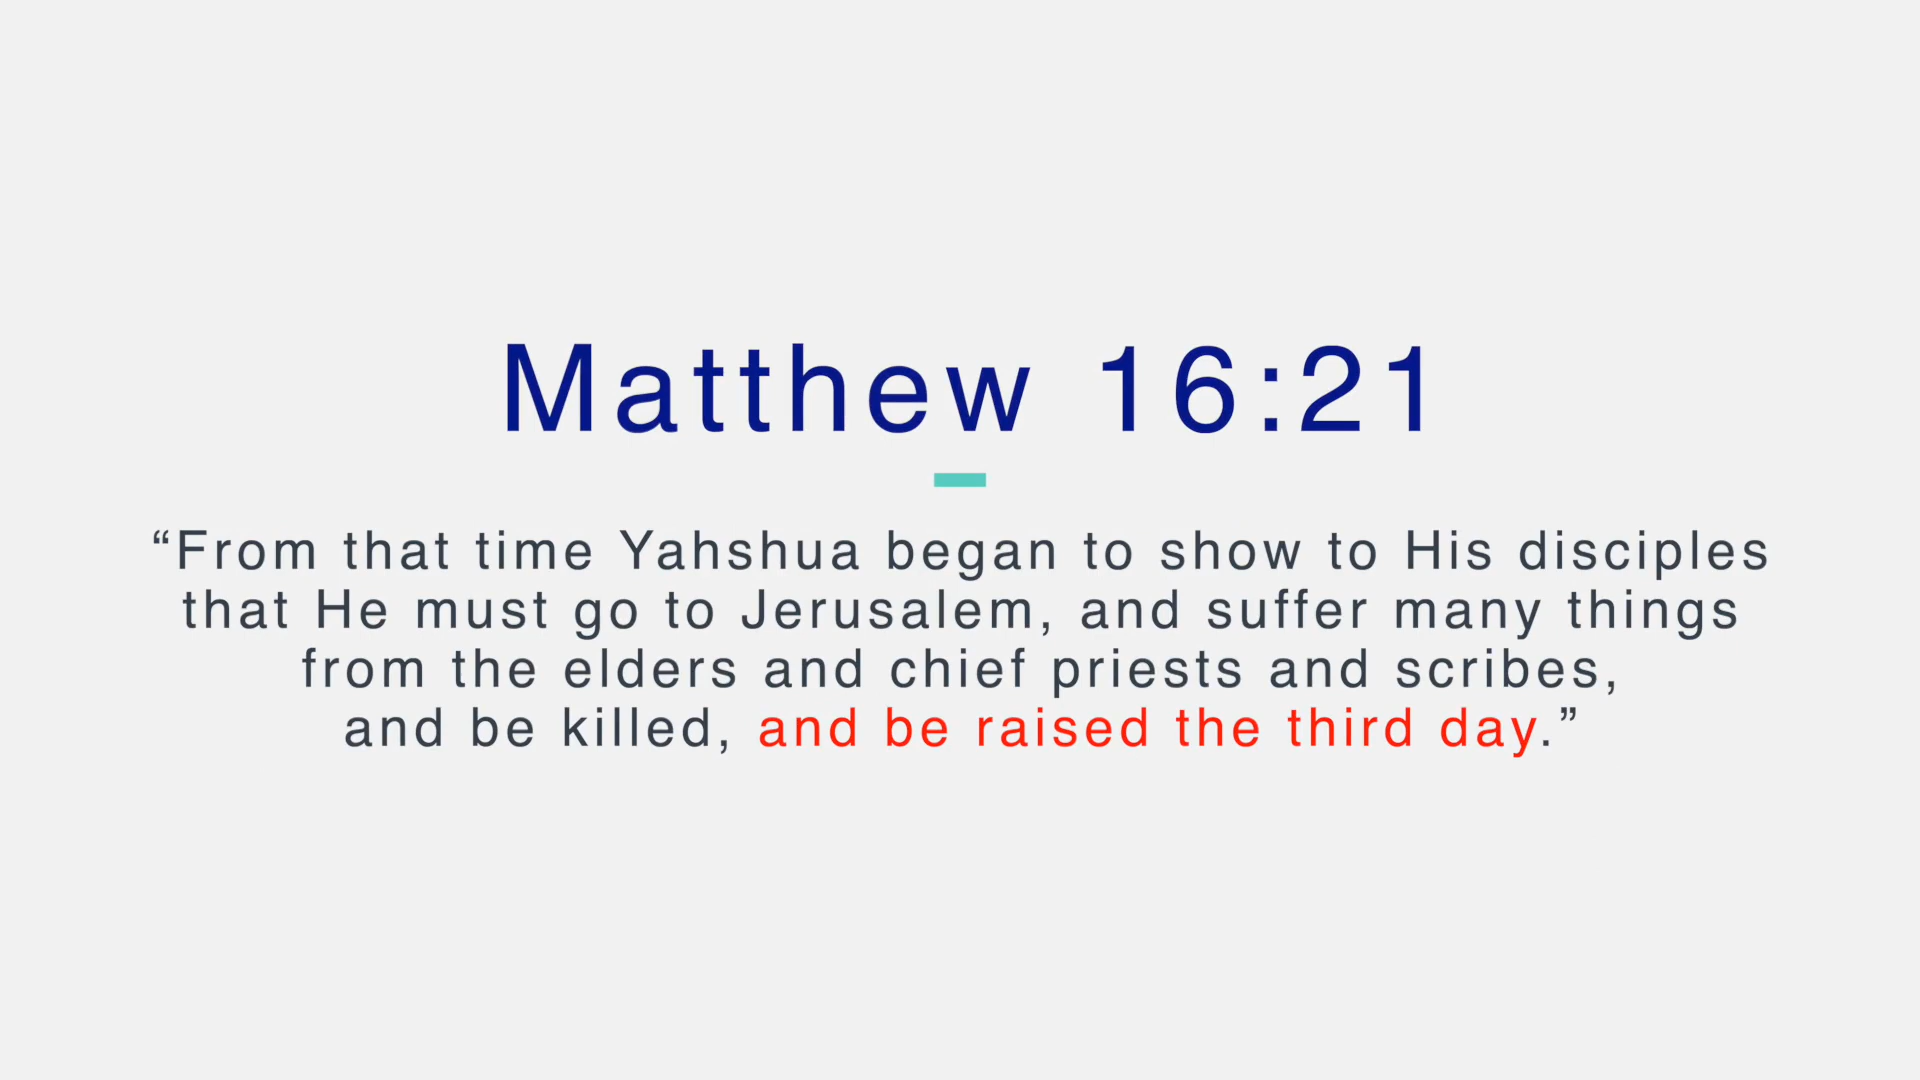 Matthew 16:21
“From that time Yahshua began to show to His disciples
that He must go to Jerusalem, and suffer many things
from the elders and chief priests and scribes,
and be killed, and be raised the third day.”